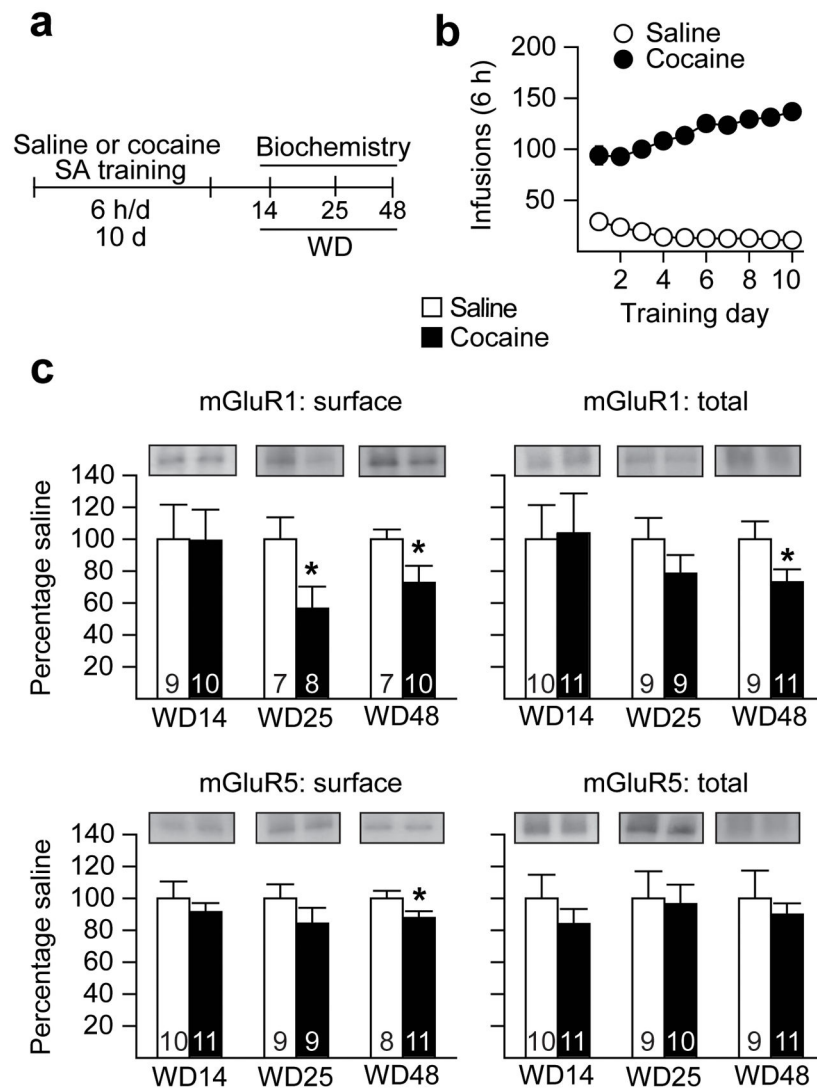 a
Saline or cocaine
SA training
6 h/d
10 d
Biochemistry
14 25 48
WD
b
Saline
Cocaine
Infusions (6 h)
200
150
100
50
2 4 6 8 10
Training day
Saline
Cocaine
c
mGluR1: surface
Percentage saline
140
120
100
80
60
40
20
* *
9 10 7 8 7 10
WD14 WD25 WD48
mGluR1: total
*
10 11 9 9 9 11
WD14 WD25 WD48
mGluR5: surface
Percentage saline
140
120
100
80
60
40
20
*
10 11 9 9 8 11
WD14 WD25 WD48
mGluR5: total
10 11 9 10 9 11
WD14 WD25 WD48